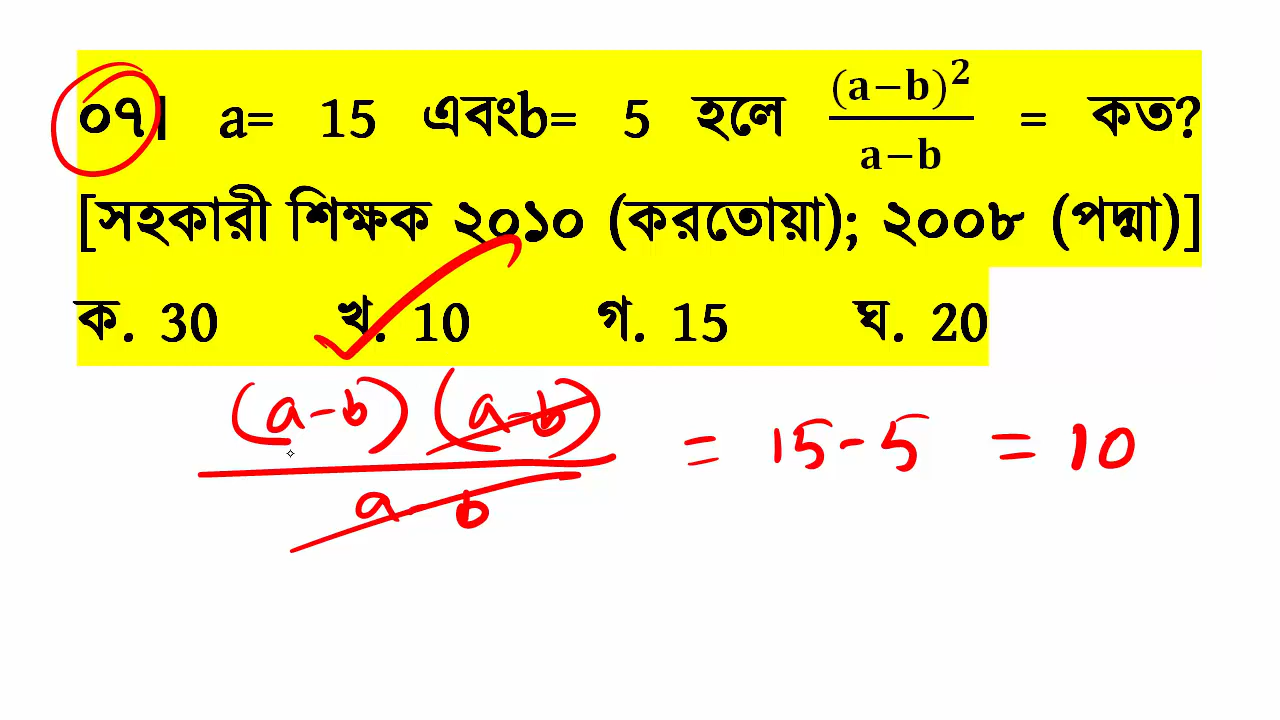 ০৭। a= 15 এবংb= 5 হলে (a−b)²/a−b = কত?
[সহকারী শিক্ষক ২০১০ (করতোয়া); ২০০৮ (পদ্মা)]
ক. 30 খ. 10 গ. 15 ঘ. 20
(a-b) (a-b)/a-b = 15-5 = 10